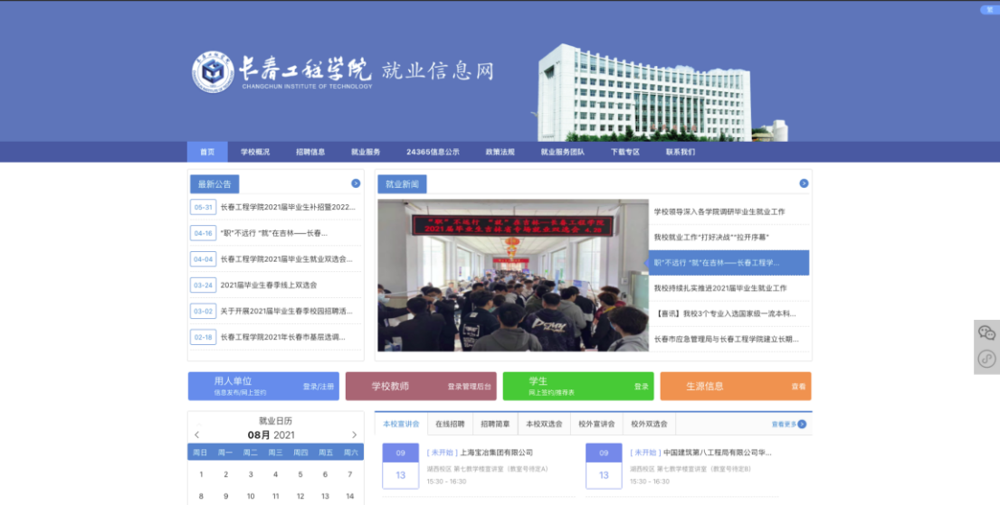 繁
长春工程学院 就业信息网
CHANGCHUN INSTITUTE OF TECHNOLOGY
首页 学校概况 招聘信息 就业服务 24365信息公示 政策法规 就业服务团队 下载专区 联系我们
最新公告
05-31 长春工程学院2021届毕业生补招暨2022...
04-16 "职"不远行 "就"在吉林——长春...
04-04 长春工程学院2021届毕业生就业双选会...
03-24 2021届毕业生春季线上双选会
03-02 关于开展2021届毕业生春季校园招聘活...
02-18 长春工程学院2021年长春市基层选调...
就业新闻
"职"不远行 "就"在吉林—长春工程学院
2021届毕业生吉林省专场就业双选会 4.28
学校领导深入各学院调研毕业生就业工作
我校就业工作"打好决战""拉开序幕"
职"不远行 "就"在吉林——长春工程学...
我校持续扎实推进2021届毕业生就业工作
【喜讯】我校3个专业入选国家级一流本科...
长春市应急管理局与长春工程学院建立长期...
用人单位
信息发布/网上签约
登录/注册
学校教师 登录管理后台
学生
网上签约/推荐表
登录
生源信息 查看
就业日历
08月 2021
周日 周一 周二 周三 周四 周五 周六
1 2 3 4 5 6 7
8 9 10 11 12 13 14
本校宣讲会 在线招聘 招聘简章 本校双选会 校外宣讲会 校外双选会 查看更多
09
13
[ 未开始 ] 上海宝冶集团有限公司
湖西校区 第七教学楼宣讲室（教室号待定A）
15:30 - 16:30
09
13
[ 未开始 ] 中国建筑第八工程局有限公司华...
湖西校区 第七教学楼宣讲室（教室号待定B）
15:30 - 16:30